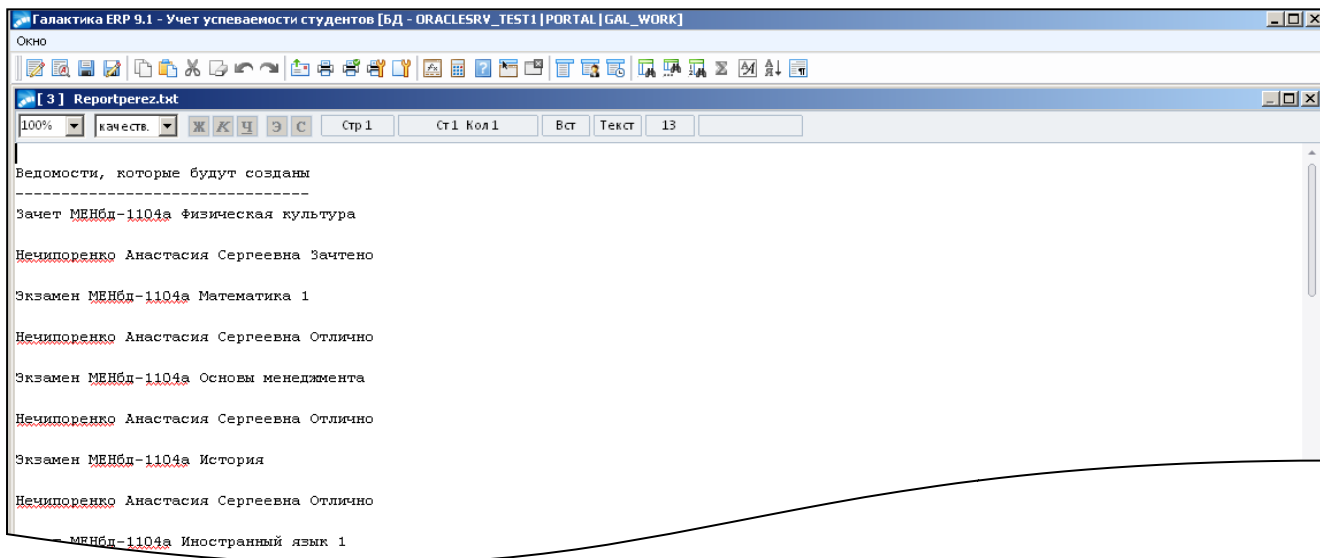 Галактика ERP 9.1 - Учет успеваемости студентов [БД - ORACLESRV_TEST1|PORTAL|GAL_WORK]
Окно
[ 3 ] Reportperez.txt
100% качеств. Ж К Ч Э С Стр 1 Ст1 Кол1 Вст Текст 13
Ведомости, которые будут созданы
--------------------------------
Зачет МЕНбд-1104а Физическая культура
Нечипоренко Анастасия Сергеевна Зачтено
Экзамен МЕНбд-1104а Математика 1
Нечипоренко Анастасия Сергеевна Отлично
Экзамен МЕНбд-1104а Основы менеджмента
Нечипоренко Анастасия Сергеевна Отлично
Экзамен МЕНбд-1104а История
Нечипоренко Анастасия Сергеевна Отлично
МЕНбд-1104а Иностранный язык 1